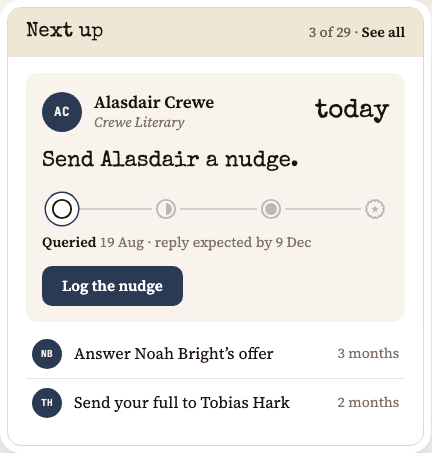 Next up
3 of 29 · See all
AC
Alasdair Crewe
Crewe Literary
today
Send Alasdair a nudge.
Queried 19 Aug · reply expected by 9 Dec
Log the nudge
NB
Answer Noah Bright’s offer
3 months
TH
Send your full to Tobias Hark
2 months